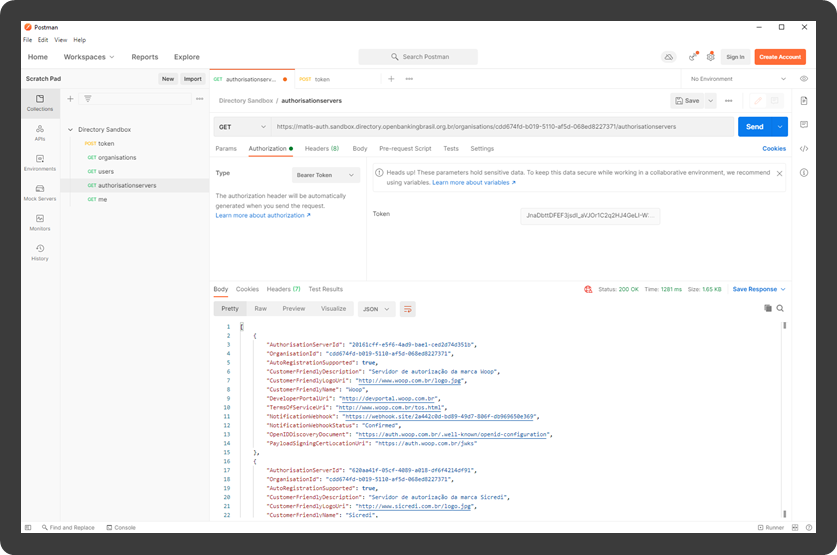 Postman
File Edit View Help
Home Workspaces Reports Explore Search Postman Sign In Create Account
Scratch Pad New Import GET authorisationserv... POST token + ••• No Environment
Collections
APIs
Environments
Mock Servers
Monitors
History
Directory Sandbox
POST token
GET organisations
GET users
GET authorisationservers
GET me
Directory Sandbox / authorisationservers Save •••
GET https://matls-auth.sandbox.directory.openbankingbrasil.org.br/organisations/cdd674fd-b019-5110-af5d-068ed8227371/authorisationservers Send
Params Authorization Headers (8) Body Pre-request Script Tests Settings Cookies
Type Bearer Token
The authorization header will be automatically
generated when you send the request.
Learn more about authorization ↗
Heads up! These parameters hold sensitive data. To keep this data secure while working in a collaborative environment, we recommend
using variables. Learn more about variables ↗
Token JnaDbttDFEF3jsdl_aVJOr1C2q2HJ4GeLI-W...
Body Cookies Headers (7) Test Results Status: 200 OK Time: 1281 ms Size: 1.65 KB Save Response
Pretty Raw Preview Visualize JSON
1 [
2 {
3 "AuthorisationServerId": "20161cff-e5f6-4ad9-bae1-ced2d74d351b",
4 "OrganisationId": "cdd674fd-b019-5110-af5d-068ed8227371",
5 "AutoRegistrationSupported": true,
6 "CustomerFriendlyDescription": "Servidor de autorização da marca Woop",
7 "CustomerFriendlyLogoUri": "http://www.woop.com.br/logo.jpg",
8 "CustomerFriendlyName": "Woop",
9 "DeveloperPortalUri": "http://devportal.woop.com.br",
10 "TermsOfServiceUri": "http://www.woop.com.br/tos.html",
11 "NotificationWebhook": "https://webhook.site/2a442c0d-bd89-49d7-806f-db969650e369",
12 "NotificationWebhookStatus": "Confirmed",
13 "OpenIDDiscoveryDocument": "https://auth.woop.com.br/.well-known/openid-configuration",
14 "PayloadSigningCertLocationUri": "https://auth.woop.com.br/jwks"
15 },
16 {
17 "AuthorisationServerId": "620aa41f-05cf-4089-a018-df6f4214df91",
18 "OrganisationId": "cdd674fd-b019-5110-af5d-068ed8227371",
19 "AutoRegistrationSupported": true,
20 "CustomerFriendlyDescription": "Servidor de autorização da marca Sicredi",
21 "CustomerFriendlyLogoUri": "http://www.sicredi.com.br/logo.jpg",
22 "CustomerFriendlyName": "Sicredi",
Find and Replace Console Runner